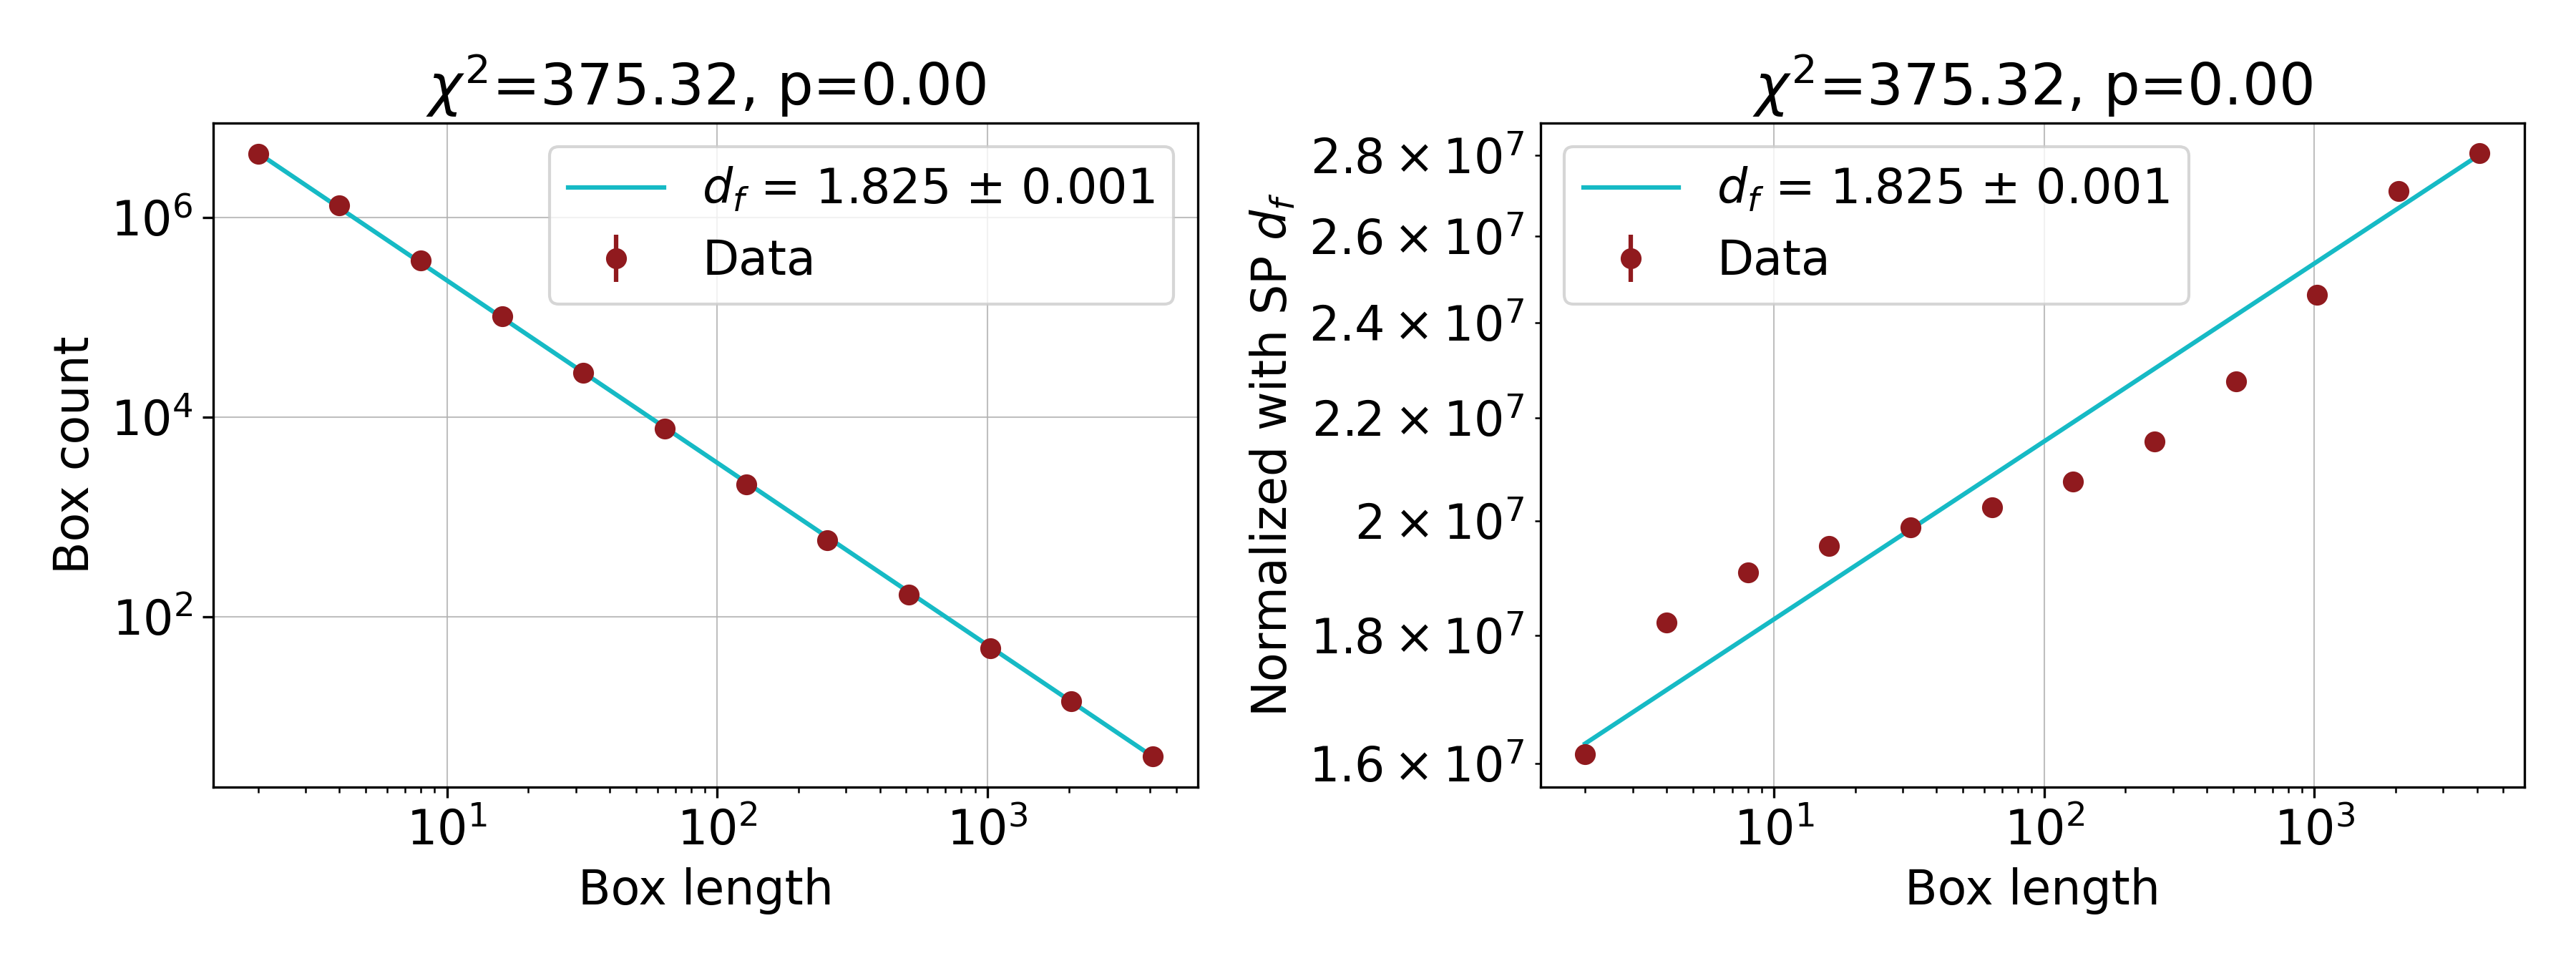 χ²=375.32, p=0.00
d_f = 1.825 ± 0.001
Data
Box count
10⁶
10⁴
10²
10¹
10²
10³
Box length
χ²=375.32, p=0.00
d_f = 1.825 ± 0.001
Data
Normalized with SP d_f
2.8 × 10⁷
2.6 × 10⁷
2.4 × 10⁷
2.2 × 10⁷
2 × 10⁷
1.8 × 10⁷
1.6 × 10⁷
10¹
10²
10³
Box length